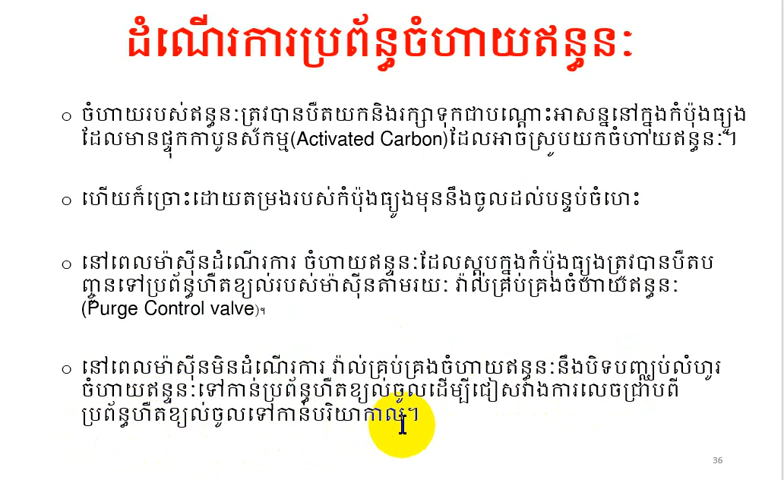 ដំណើរការប្រព័ន្ធចំហាយឥន្ធនៈ
o ចំហាយរបស់ឥន្ធនៈត្រូវបានបឺតយកនិងរក្សាទុកជាបណ្តោះអាសន្ននៅក្នុងកំប៉ុងធ្យូង
ដែលមានផ្ទុកកាបូនសកម្ម(Activated Carbon)ដែលអាចស្រូបយកចំហាយឥន្ធនៈ។
o ហើយក៏ច្រោះដោយតម្រងរបស់កំប៉ុងធ្យូងមុននឹងចូលដល់បន្ទប់ចំហេះ
o នៅពេលម៉ាស៊ីនដំណើរការ ចំហាយឥន្ធនៈដែលស្តុបក្នុងកំប៉ុងធ្យូងត្រូវបានបឺតប
ញ្ចូនទៅប្រព័ន្ធហឺតខ្យល់របស់ម៉ាស៊ីនតាមរយៈ វ៉ាល់គ្រប់គ្រងចំហាយឥន្ធនៈ
(Purge Control valve)។
o នៅពេលម៉ាស៊ីនមិនដំណើរការ វ៉ាល់គ្រប់គ្រងចំហាយឥន្ធនៈនឹងបិទបញ្ឈប់លំហូរ
ចំហាយឥន្ធនៈទៅកាន់ប្រព័ន្ធហឺតខ្យល់ចូលដើម្បីជៀសវាងការលេចជ្រាបពី
ប្រព័ន្ធហឺតខ្យល់ចូលទៅកាន់បរិយាកាស។
36